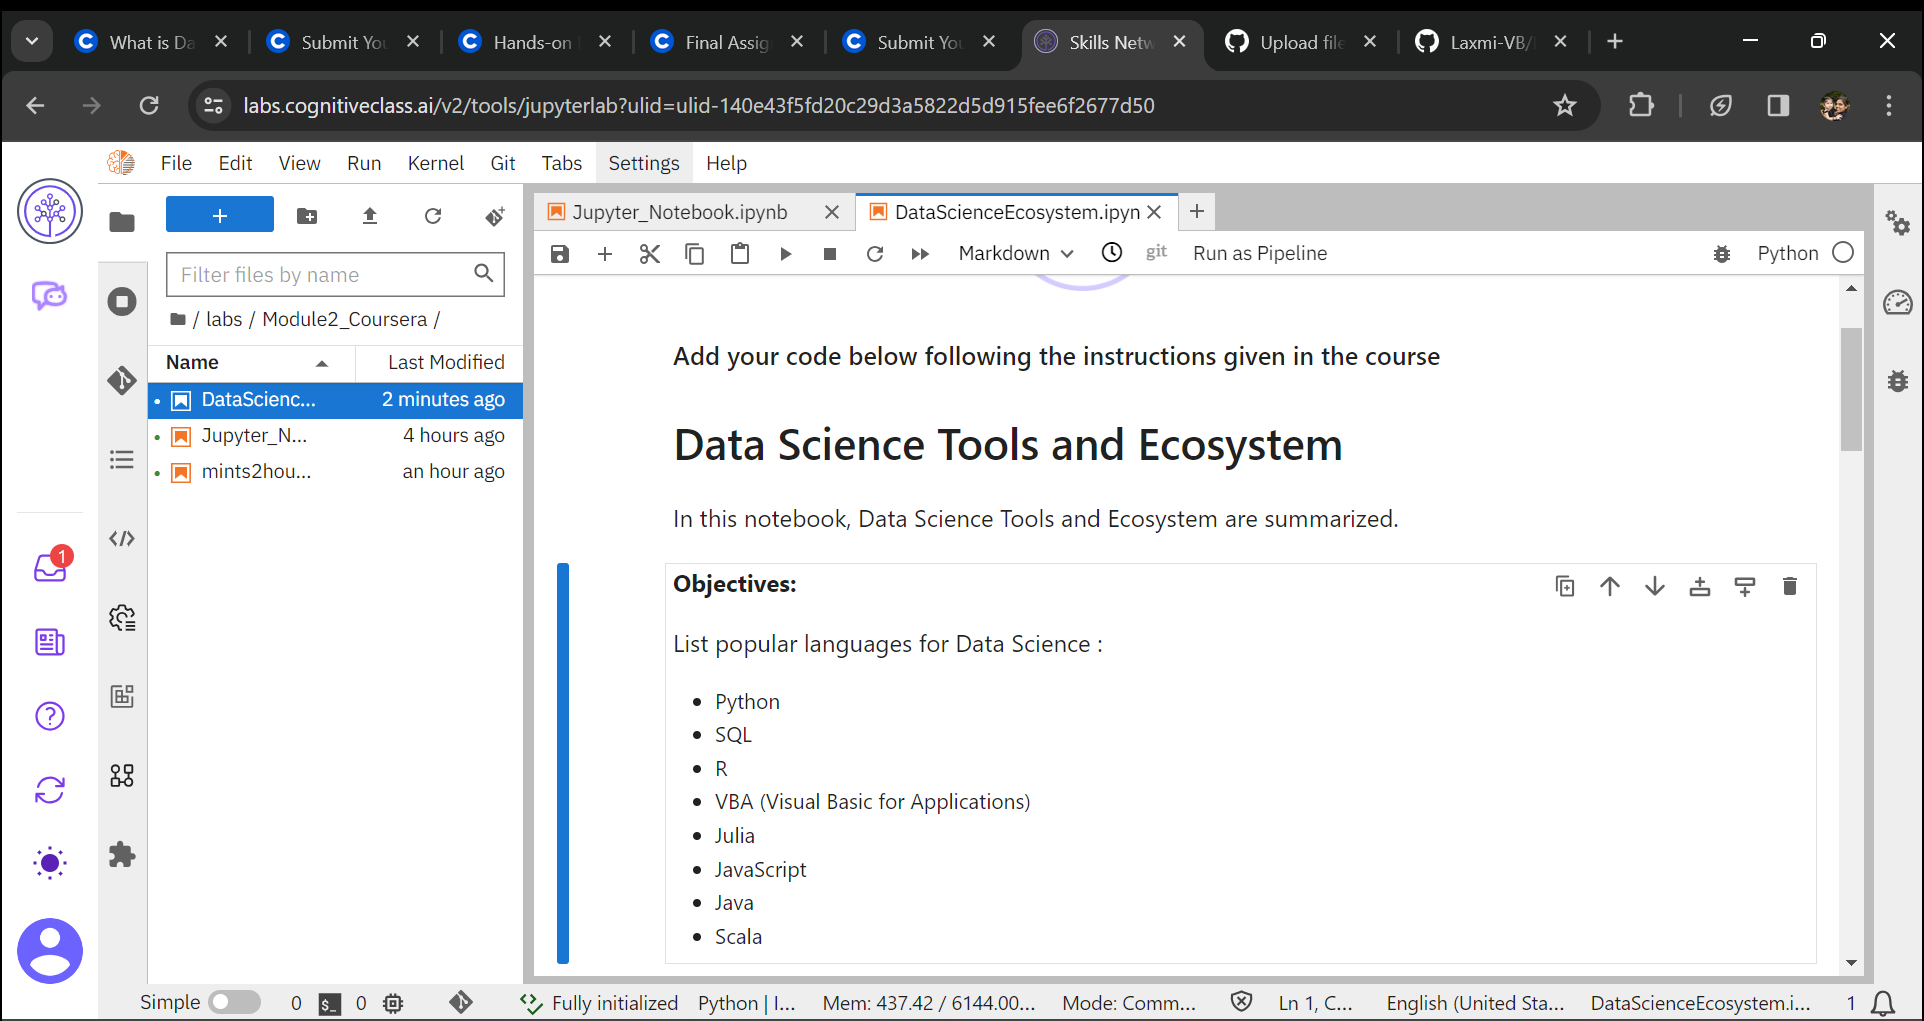 What is Da
Submit You
Hands-on
Final Assig
Submit You
Skills Netw
Upload file
Laxmi-VB/
labs.cognitiveclass.ai/v2/tools/jupyterlab?ulid=ulid-140e43f5fd20c29d3a5822d5d915fee6f2677d50
File Edit View Run Kernel Git Tabs Settings Help
Jupyter_Notebook.ipynb
DataScienceEcosystem.ipyn
Markdown
git
Run as Pipeline
Python
Filter files by name
/ labs / Module2_Coursera /
Name Last Modified
DataScienc... 2 minutes ago
Jupyter_N... 4 hours ago
mints2hou... an hour ago
1
Add your code below following the instructions given in the course
Data Science Tools and Ecosystem
In this notebook, Data Science Tools and Ecosystem are summarized.
Objectives:
List popular languages for Data Science :
Python
SQL
R
VBA (Visual Basic for Applications)
Julia
JavaScript
Java
Scala
Simple 0 $_ 0 Fully initialized Python | I... Mem: 437.42 / 6144.00... Mode: Comm... Ln 1, C... English (United Sta... DataScienceEcosystem.i... 1